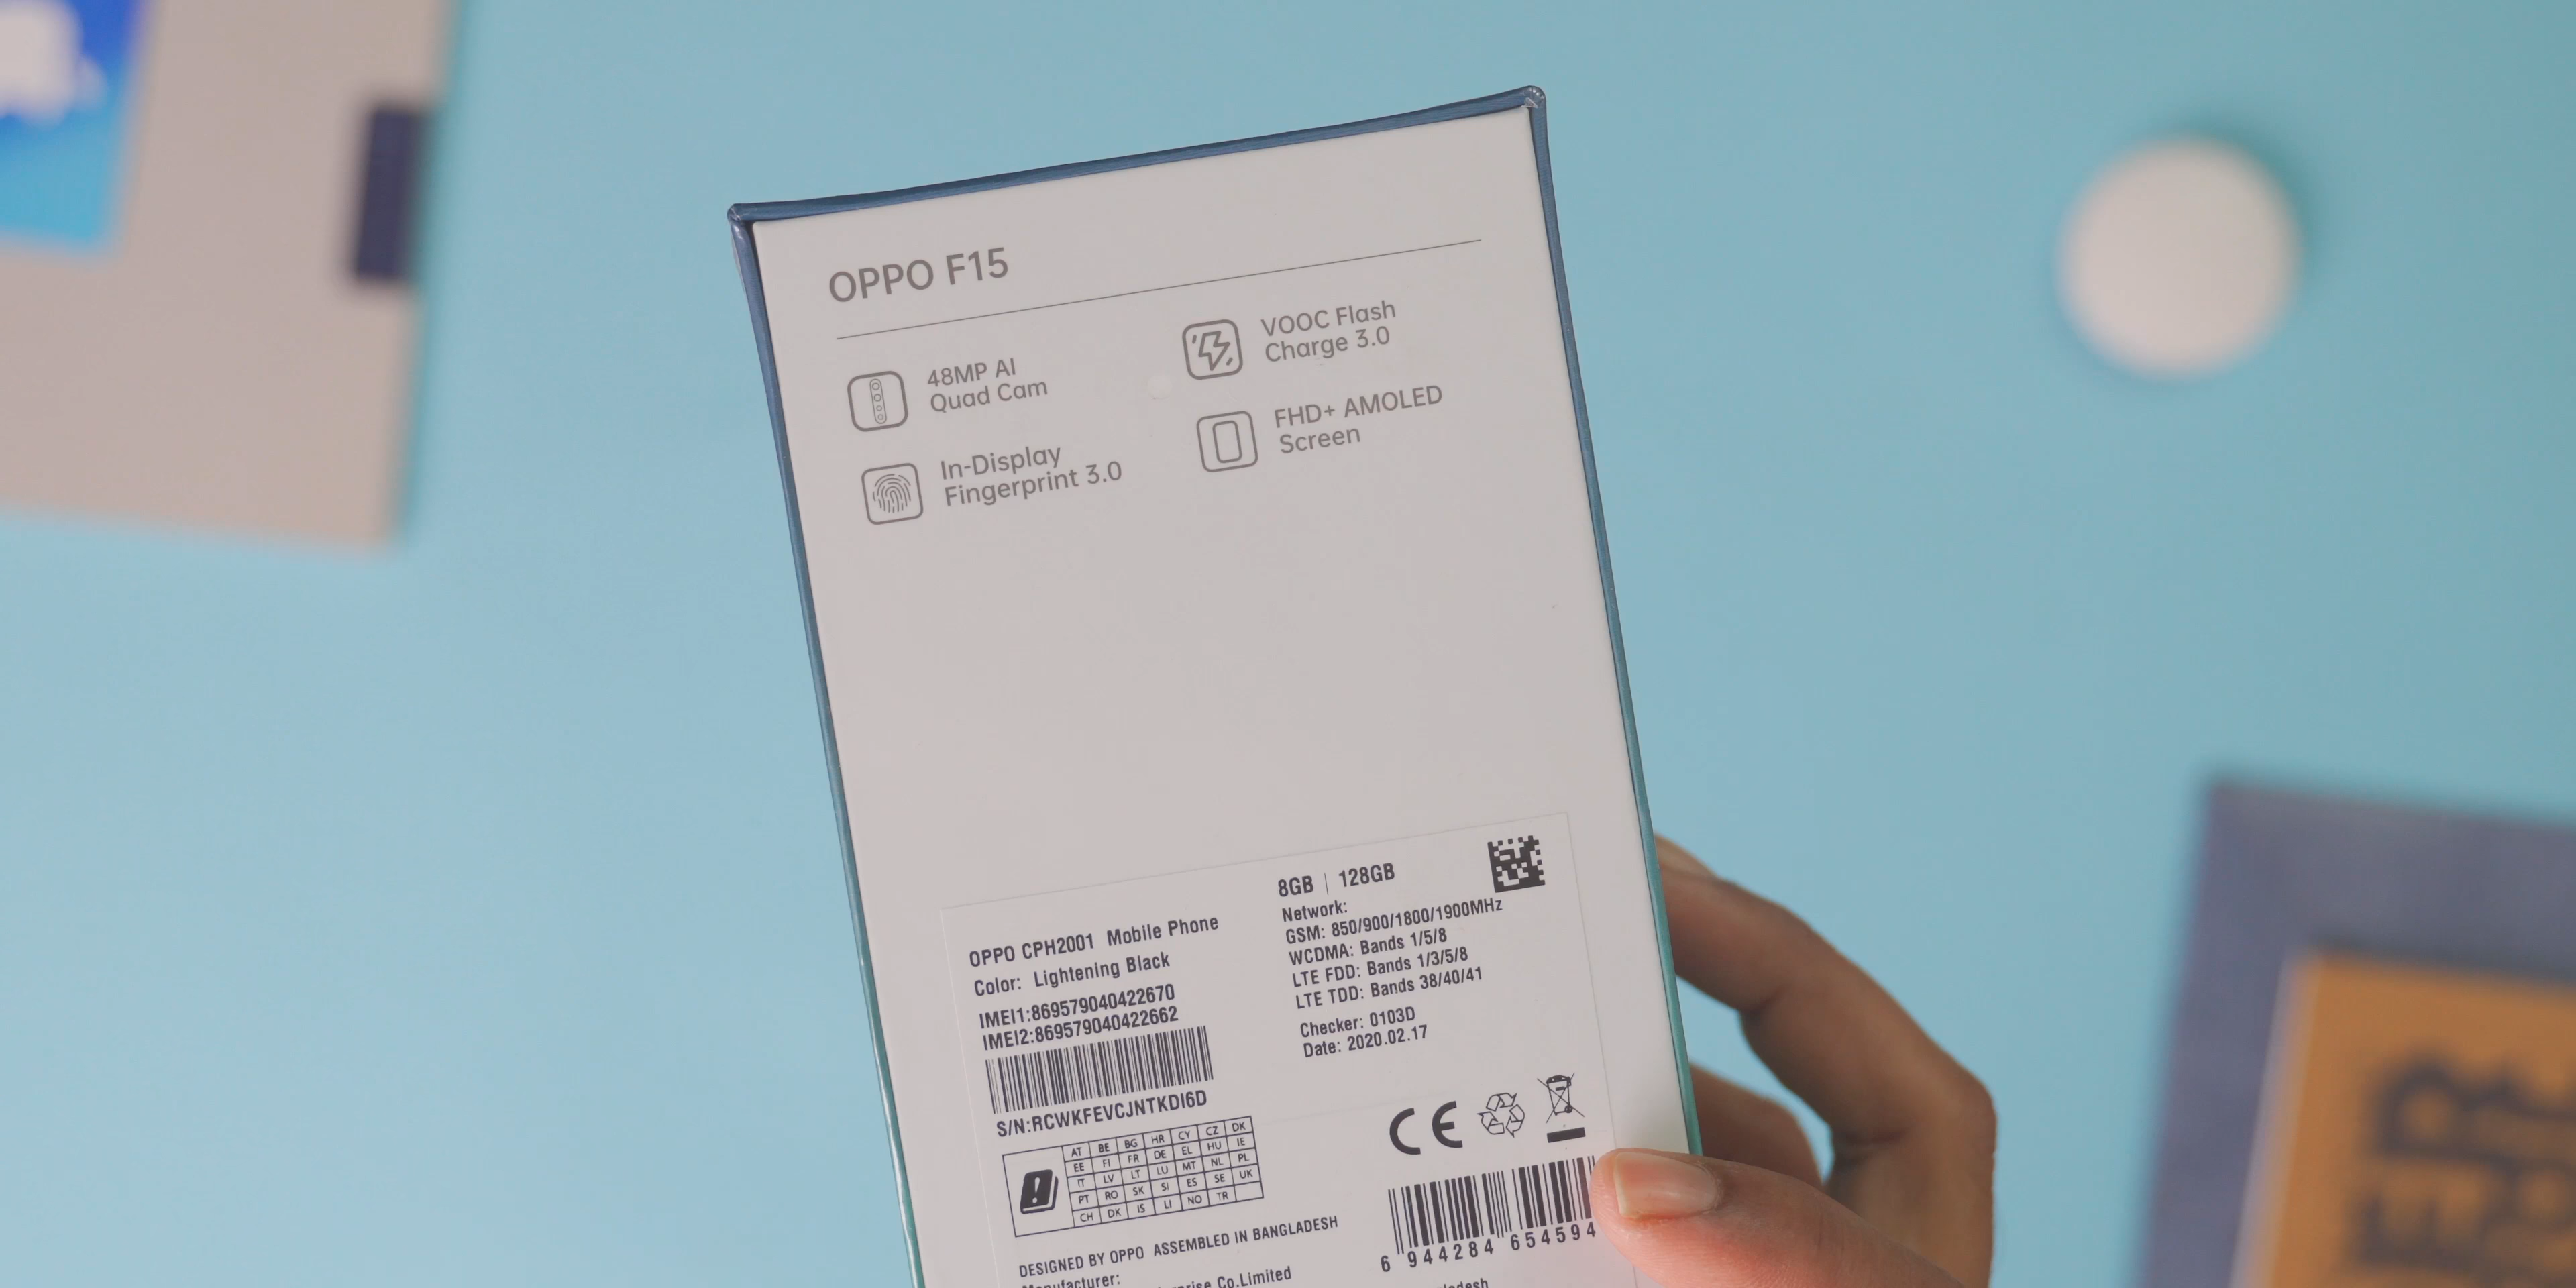 OPPO F15
48MP AI
Quad Cam
VOOC Flash
Charge 3.0
In-Display
Fingerprint 3.0
FHD+ AMOLED
Screen
OPPO CPH2001 Mobile Phone
Color: Lightening Black
IMEI1:869579040422670
IMEI2:869579040422662
S/N:RCWKFEVCJNTKDI6D
8GB | 128GB
Network:
GSM: 850/900/1800/1900MHz
WCDMA: Bands 1/5/8
LTE FDD: Bands 1/3/5/8
LTE TDD: Bands 38/40/41
Checker: 0103D
Date: 2020.02.17
CE
AT BE BG HR CY CZ DK
EE FI FR DE EL HU IE
IT LV LT LU MT NL PL
PT RO SK SI ES SE UK
CH DK IS LI NO TR
6 944284 654594
DESIGNED BY OPPO ASSEMBLED IN BANGLADESH
Manufacturer:
Co.Limited
ER